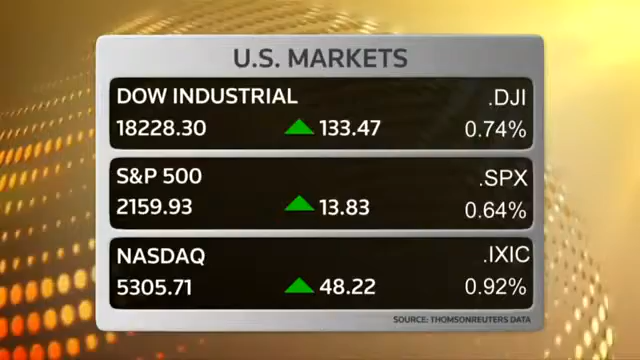 U.S. MARKETS
DOW INDUSTRIAL .DJI
18228.30 133.47 0.74%
S&P 500 .SPX
2159.93 13.83 0.64%
NASDAQ .IXIC
5305.71 48.22 0.92%
SOURCE: THOMSONREUTERS DATA